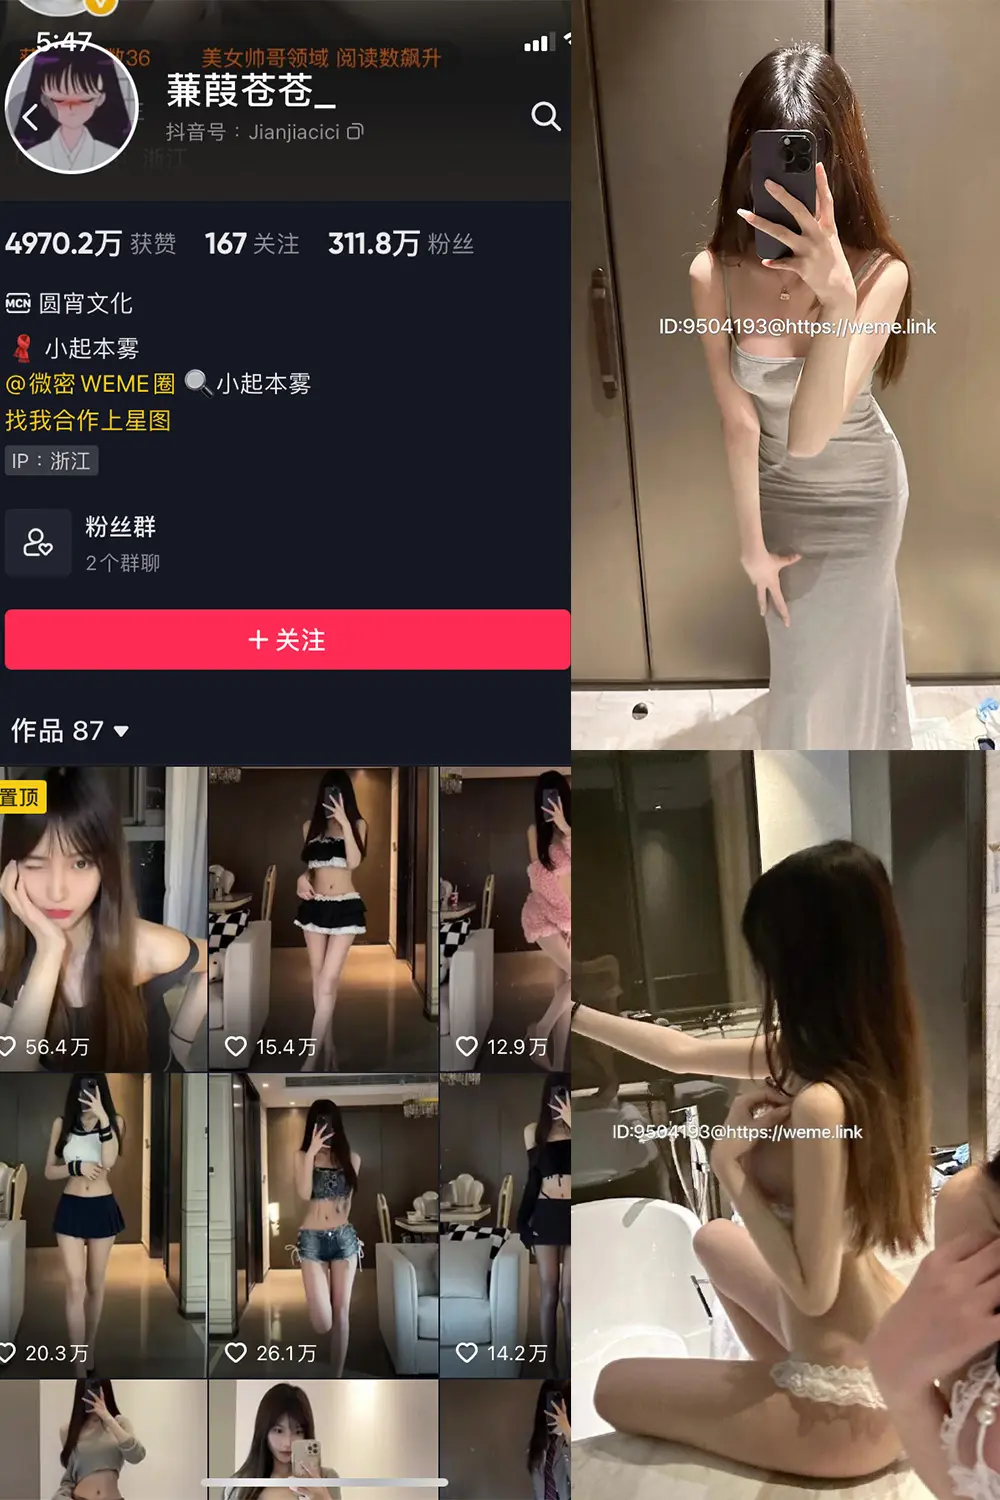 5:47
美女帅哥领域 阅读数飙升
蒹葭苍苍_
抖音号：Jianjiacici
浙江
4970.2万 获赞 167 关注 311.8万 粉丝
MCN 圆宵文化
小起本雾
@微密WEME圈 小起本雾
找我合作上星图
IP：浙江
粉丝群
2个群聊
+ 关注
作品 87
置顶
56.4万
15.4万
12.9万
20.3万
26.1万
14.2万
ID:9504193@https://weme.link
ID:9504193@https://weme.link